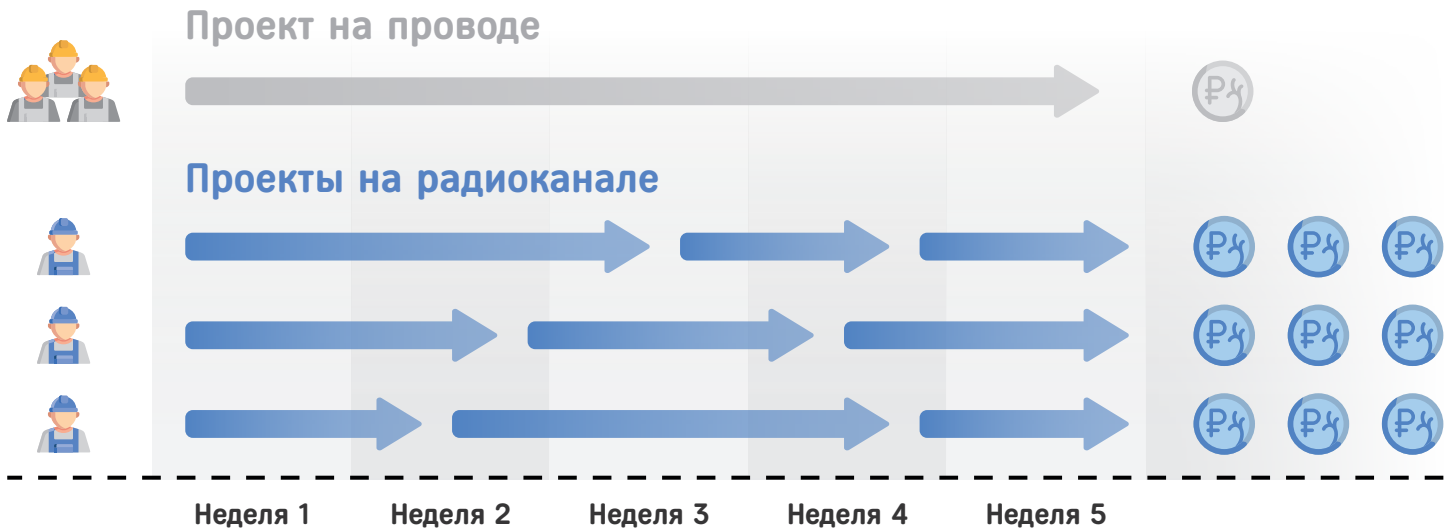 Проект на проводе
₽
Проекты на радиоканале
₽ ₽ ₽
₽ ₽ ₽
₽ ₽ ₽
Неделя 1 Неделя 2 Неделя 3 Неделя 4 Неделя 5